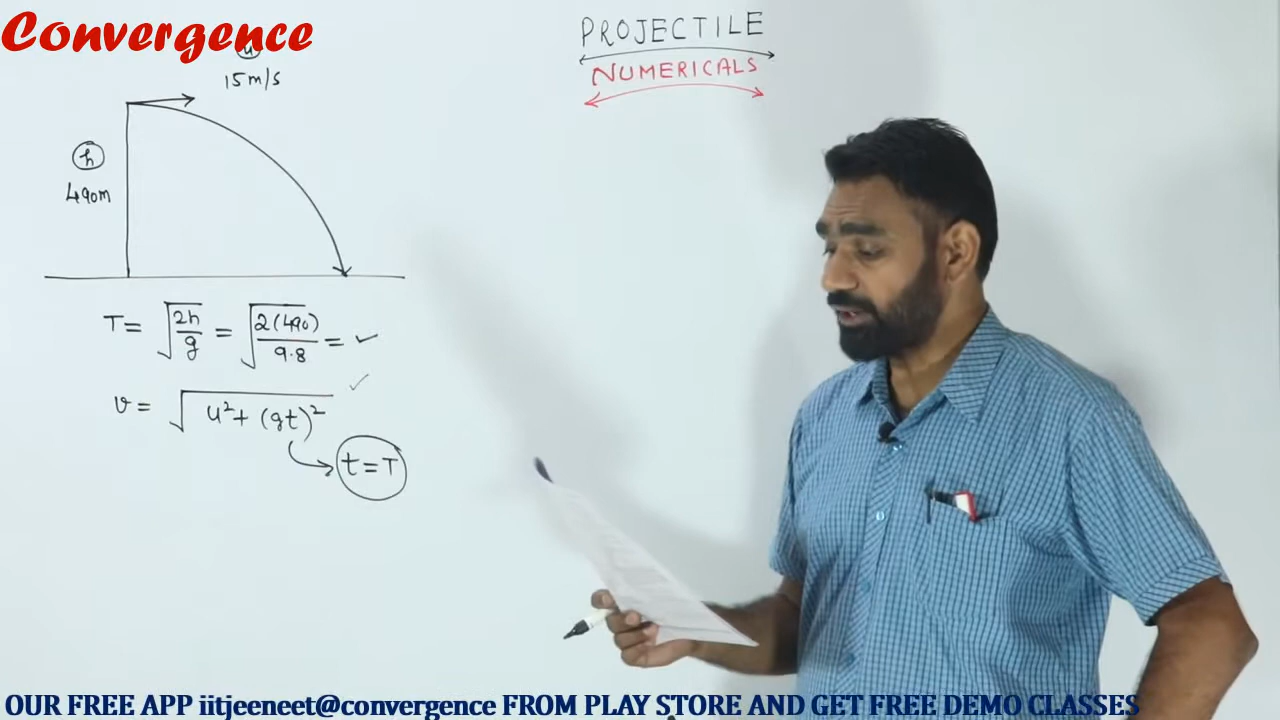 Convergence
u
15m/s
PROJECTILE
NUMERICALS
h
490m
T = √(2h/g) = √(2(490)/9.8) = ✓
v = √(u²+(gt)²) ✓
t=T
OUR FREE APP iitjeeneet@convergence FROM PLAY STORE AND GET FREE DEMO CLASSES